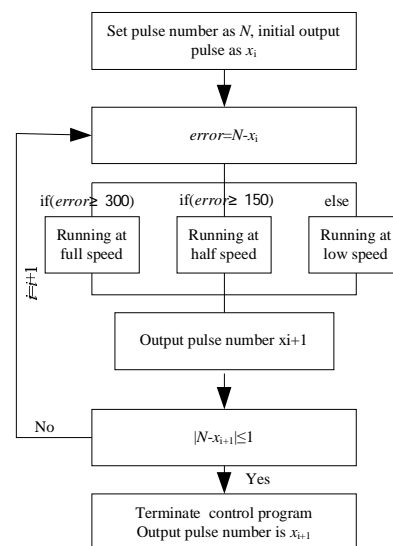 Set pulse number as N, initial output
pulse as xi
error=N-xi
if(error≥ 300)
if(error≥ 150)
else
Running at
full speed
Running at
half speed
Running at
low speed
i=i+1
Output pulse number xi+1
No
|N-xi+1|≤1
Yes
Terminate control program
Output pulse number is xi+1